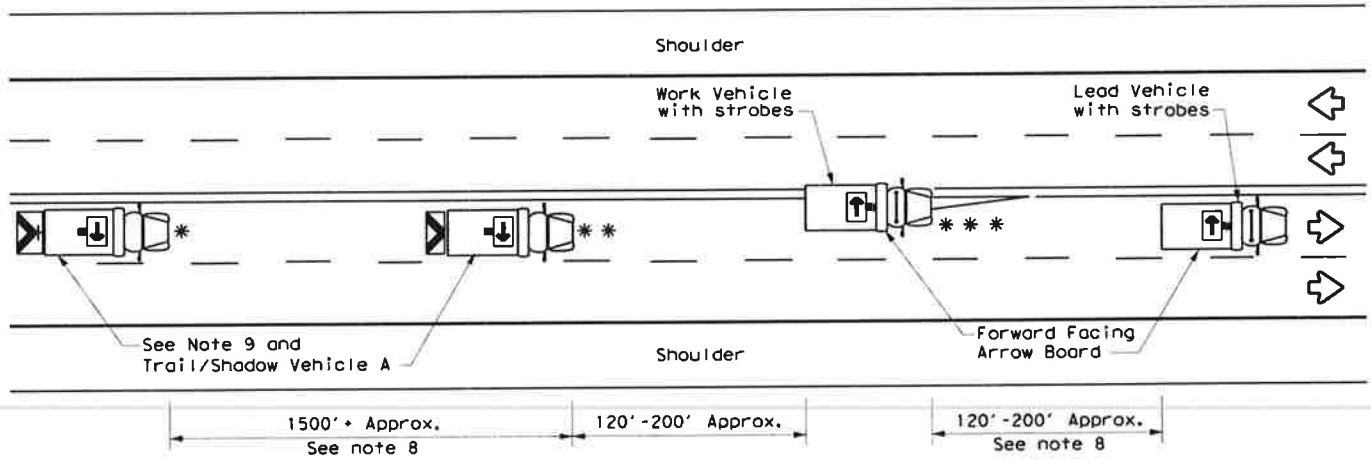 Shoulder
Work Vehicle
with strobes
Lead Vehicle
with strobes
*
* *
* * *
See Note 9 and
Trail/Shadow Vehicle A
Shoulder
Forward Facing
Arrow Board
1500'+ Approx.
See note 8
120'-200' Approx.
120'-200' Approx.
See note 8